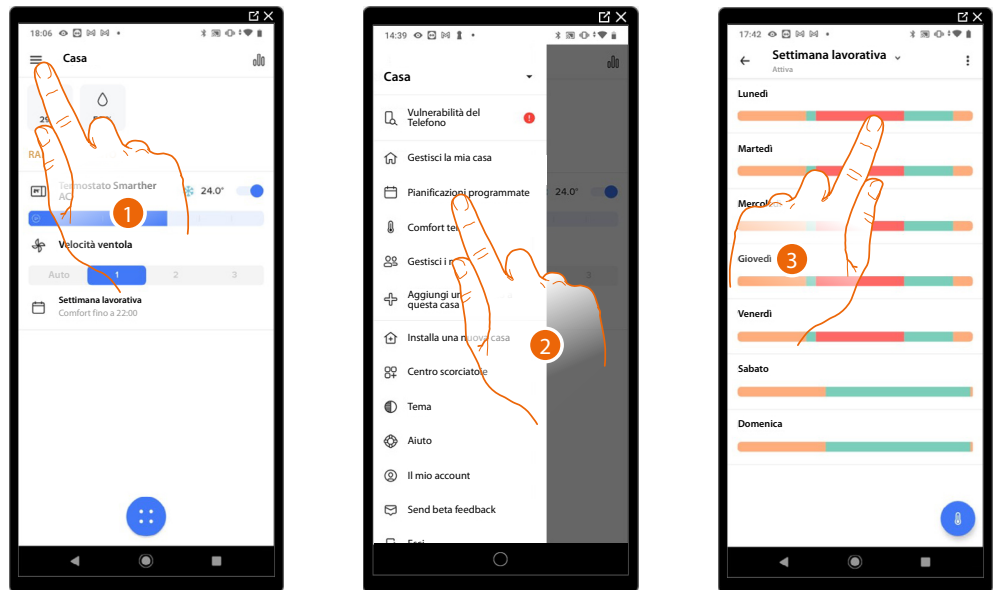 18:06
Casa
29
RA
Termostato Smarther
AC
24.0°
1
Velocità ventola
Auto 1 2 3
Settimana lavorativa
Comfort fino a 22:00
14:39
Casa
Vulnerabilità del
Telefono
!
Gestisci la mia casa
Pianificazioni programmate
24.0°
Comfort te
Gestisci i
3
Aggiungi un
questa casa
Installa una nuova casa
2
Centro scorciatoie
Tema
Aiuto
Il mio account
Send beta feedback
Esci
17:42
Settimana lavorativa
Attiva
Lunedì
Martedì
Mercol
Giovedì
3
Venerdì
Sabato
Domenica